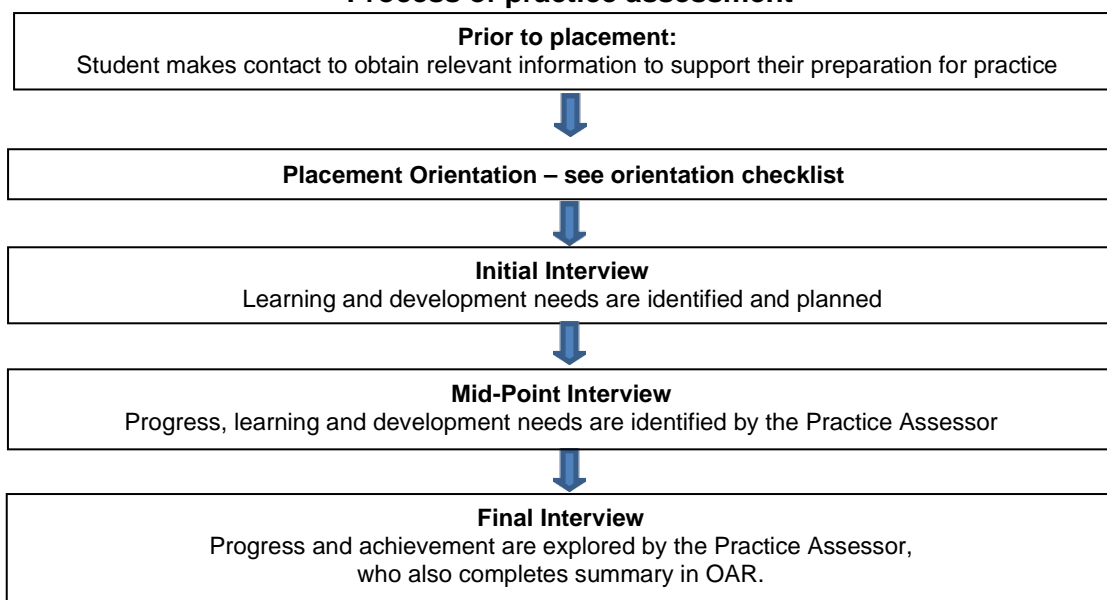 Process of practice assessment
Prior to placement:
Student makes contact to obtain relevant information to support their preparation for practice
Placement Orientation – see orientation checklist
Initial Interview
Learning and development needs are identified and planned
Mid-Point Interview
Progress, learning and development needs are identified by the Practice Assessor
Final Interview
Progress and achievement are explored by the Practice Assessor,
who also completes summary in OAR.